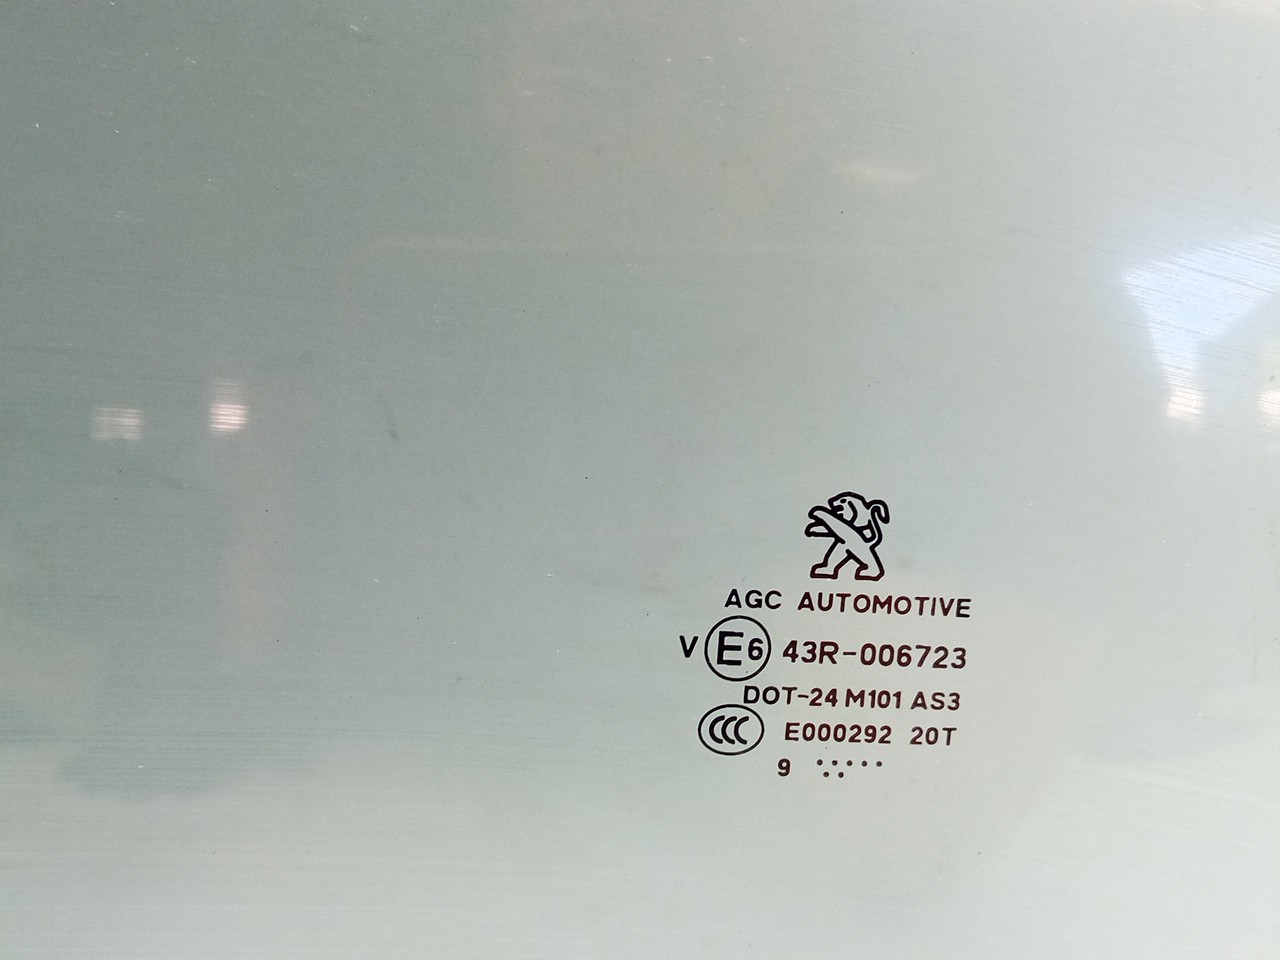 AGC AUTOMOTIVE
V E6 43R-006723
DOT-24 M101 AS3
CCC E000292 20T
9